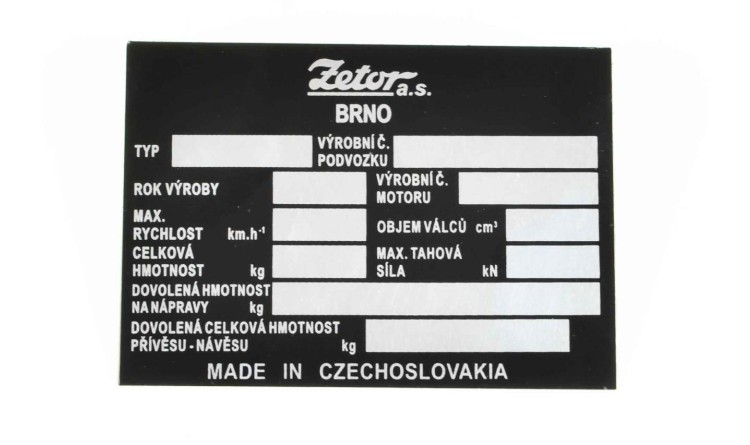 Zetor a.s.
BRNO
TYP
VÝROBNÍ Č.
PODVOZKU
ROK VÝROBY
VÝROBNÍ Č.
MOTORU
MAX.
RYCHLOST km.h⁻¹
OBJEM VÁLCŮ cm³
CELKOVÁ
HMOTNOST kg
MAX. TAHOVÁ
SÍLA kN
DOVOLENÁ HMOTNOST
NA NÁPRAVY kg
DOVOLENÁ CELKOVÁ HMOTNOST
PŘÍVĚSU - NÁVĚSU kg
MADE IN CZECHOSLOVAKIA